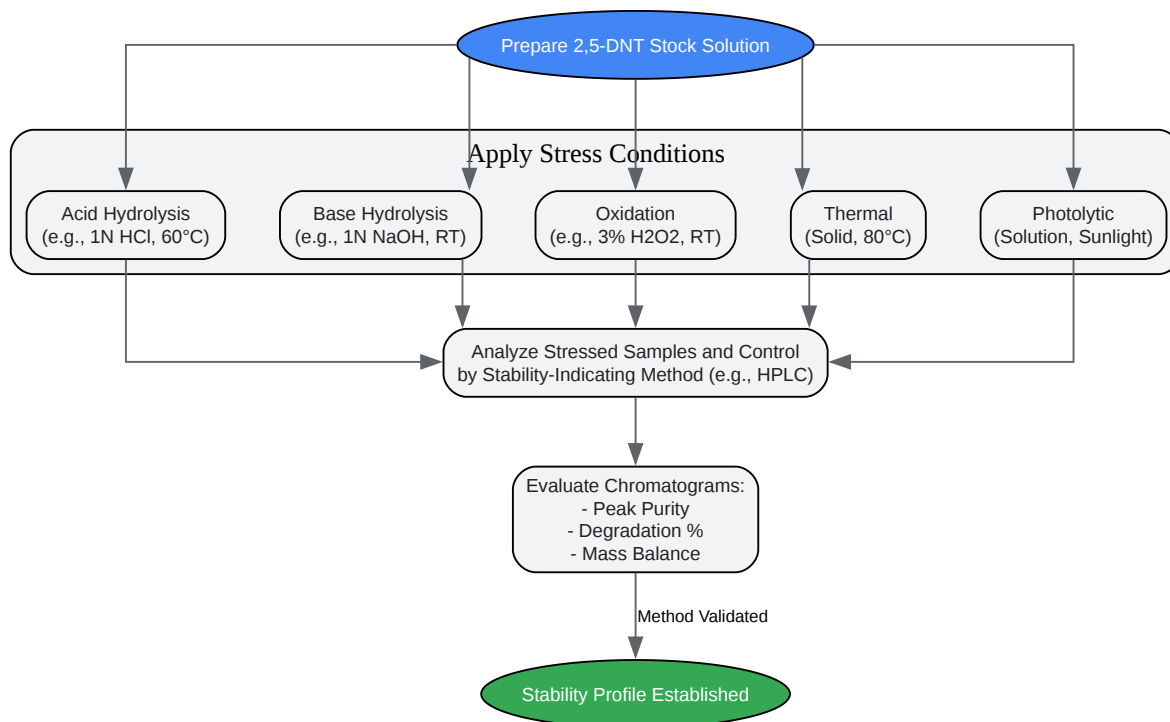 Prepare 2,5-DNT Stock Solution
Apply Stress Conditions
Acid Hydrolysis
(e.g., 1N HCl, 60°C)
Base Hydrolysis
(e.g., 1N NaOH, RT)
Oxidation
(e.g., 3% H2O2, RT)
Thermal
(Solid, 80°C)
Photolytic
(Solution, Sunlight)
Analyze Stressed Samples and Control
by Stability-Indicating Method (e.g., HPLC)
Evaluate Chromatograms:
- Peak Purity
- Degradation %
- Mass Balance
Method Validated
Stability Profile Established